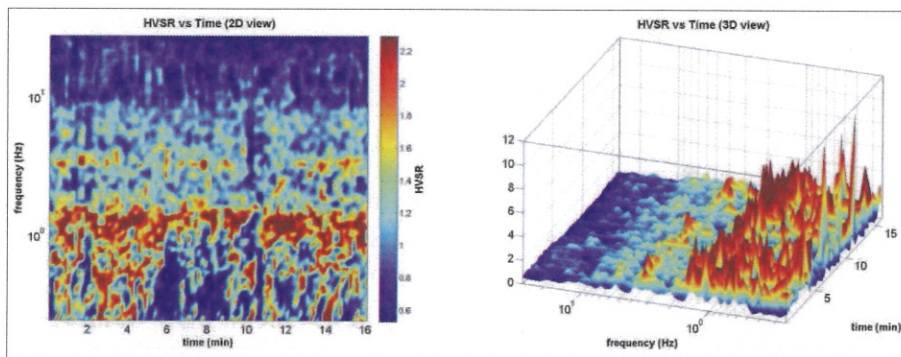 HVSR vs Time (2D view)
10¹
10⁰
frequency (Hz)
2 4 6 8 10 12 14 16
time (min)
2.2
2
1.8
1.6
1.4
1.2
1
0.8
0.6
HVSR
HVSR vs Time (3D view)
12
10
8
6
4
2
0
10¹
10⁰
frequency (Hz)
5
10
15
time (min)